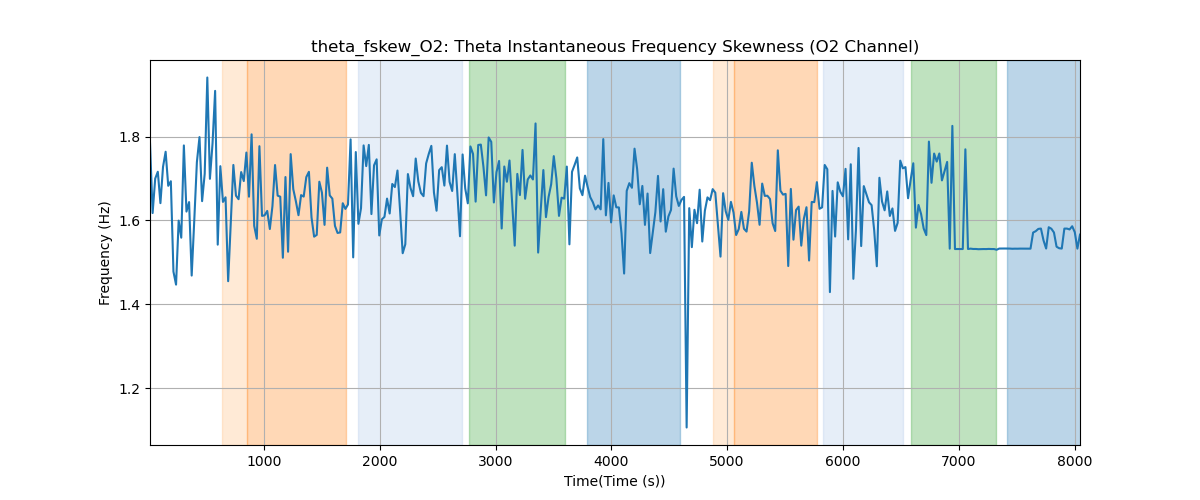 theta_fskew_O2: Theta Instantaneous Frequency Skewness (O2 Channel)
Frequency (Hz)
1.8
1.6
1.4
1.2
1000 2000 3000 4000 5000 6000 7000 8000
Time(Time (s))